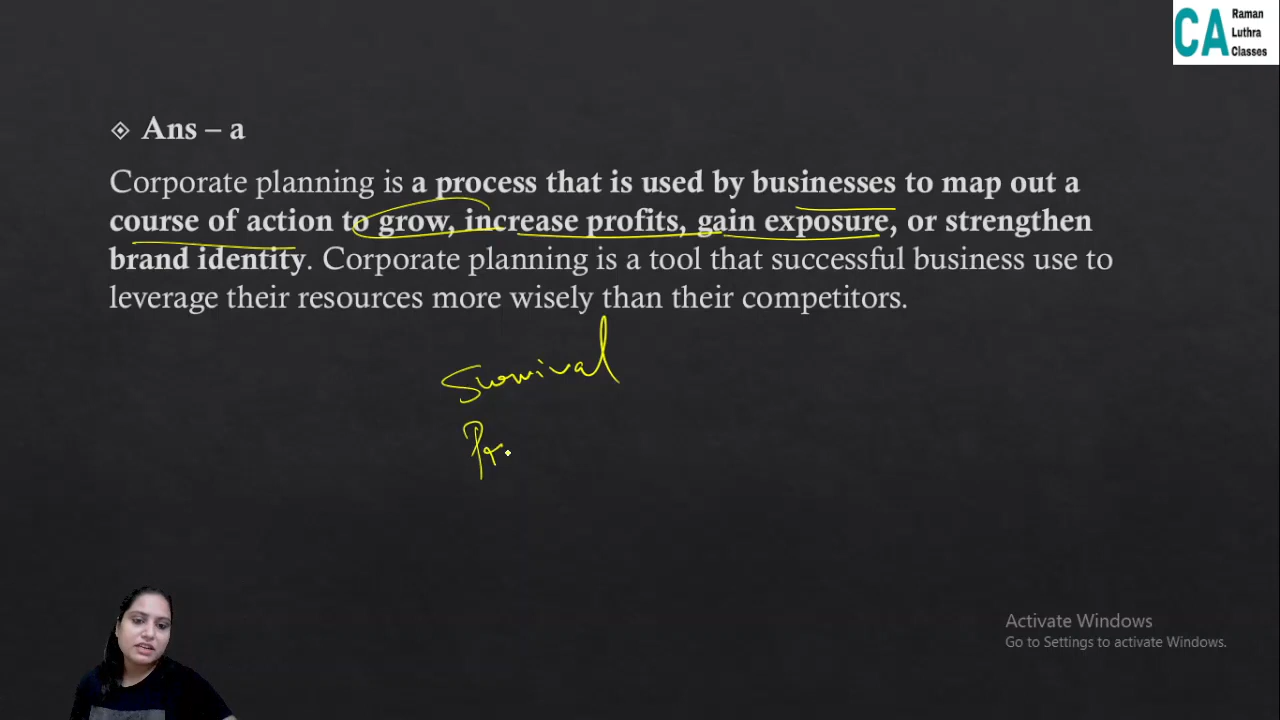 CA
Raman
Luthra
Classes
Ans – a
Corporate planning is a process that is used by businesses to map out a
course of action to grow, increase profits, gain exposure, or strengthen
brand identity. Corporate planning is a tool that successful business use to
leverage their resources more wisely than their competitors.
Survival
Pr
Activate Windows
Go to Settings to activate Windows.